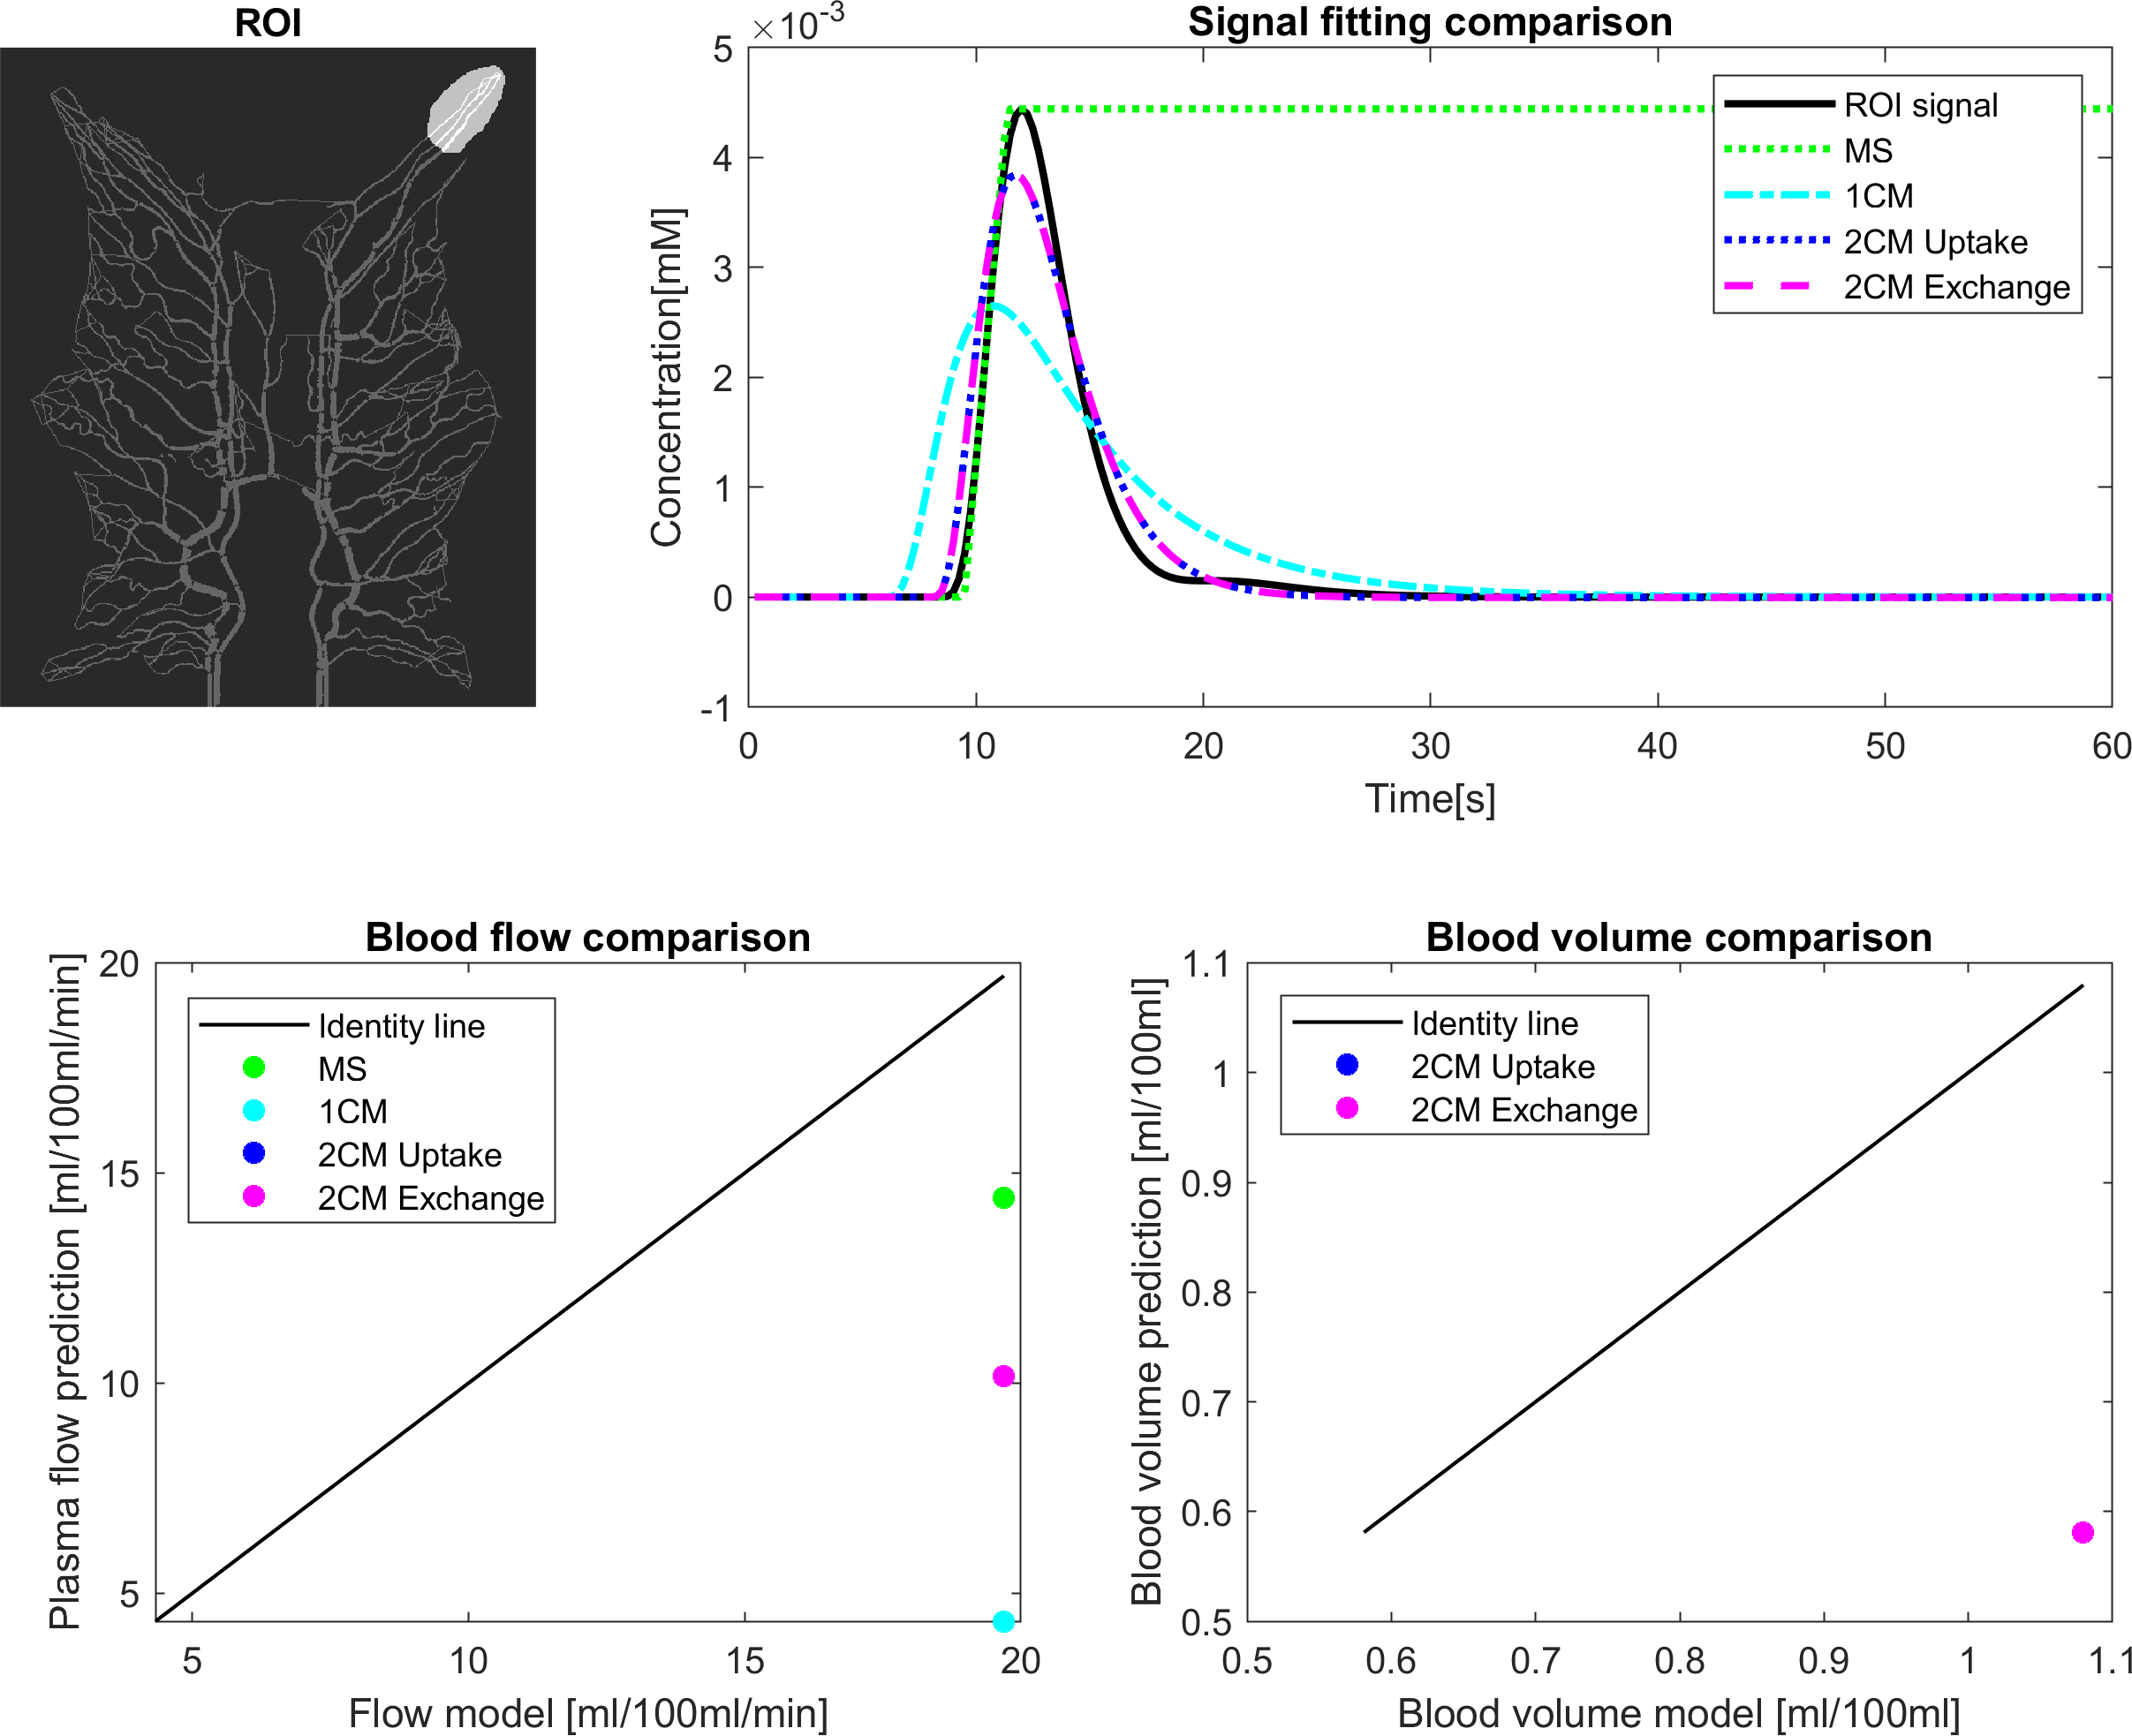 ROI
Signal fitting comparison
×10-3
5
4
3
2
1
0
-1
Concentration[mM]
0 10 20 30 40 50 60
Time[s]
ROI signal
MS
1CM
2CM Uptake
2CM Exchange
Blood flow comparison
20
15
10
5
Plasma flow prediction [ml/100ml/min]
Identity line
MS
1CM
2CM Uptake
2CM Exchange
5 10 15 20
Flow model [ml/100ml/min]
Blood volume comparison
1.1
1
0.9
0.8
0.7
0.6
0.5
Blood volume prediction [ml/100ml]
Identity line
2CM Uptake
2CM Exchange
0.5 0.6 0.7 0.8 0.9 1 1.1
Blood volume model [ml/100ml]